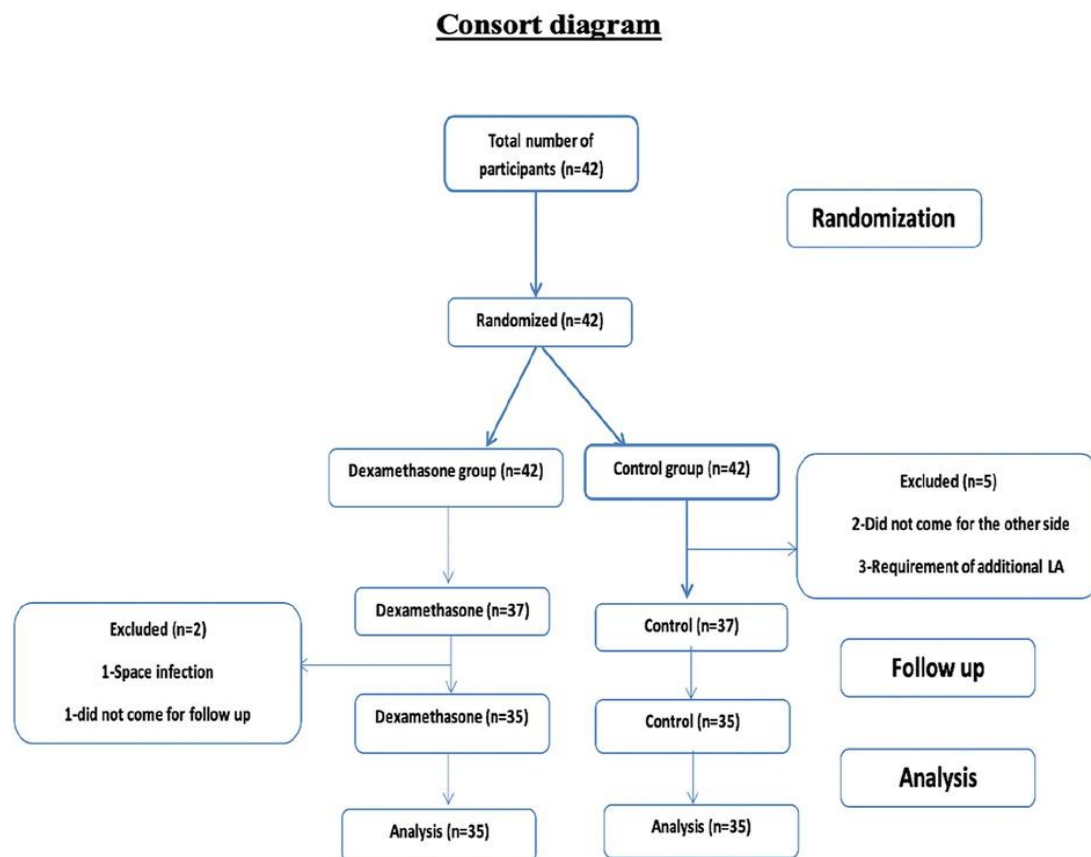 Consort diagram
Total number of
participants (n=42)
Randomization
Randomized (n=42)
Dexamethasone group (n=42)
Control group (n=42)
Excluded (n=5)
2-Did not come for the other side
3-Requirement of additional LA
Dexamethasone (n=37)
Control (n=37)
Excluded (n=2)
1-Space infection
1-did not come for follow up
Follow up
Dexamethasone (n=35)
Control (n=35)
Analysis
Analysis (n=35)
Analysis (n=35)